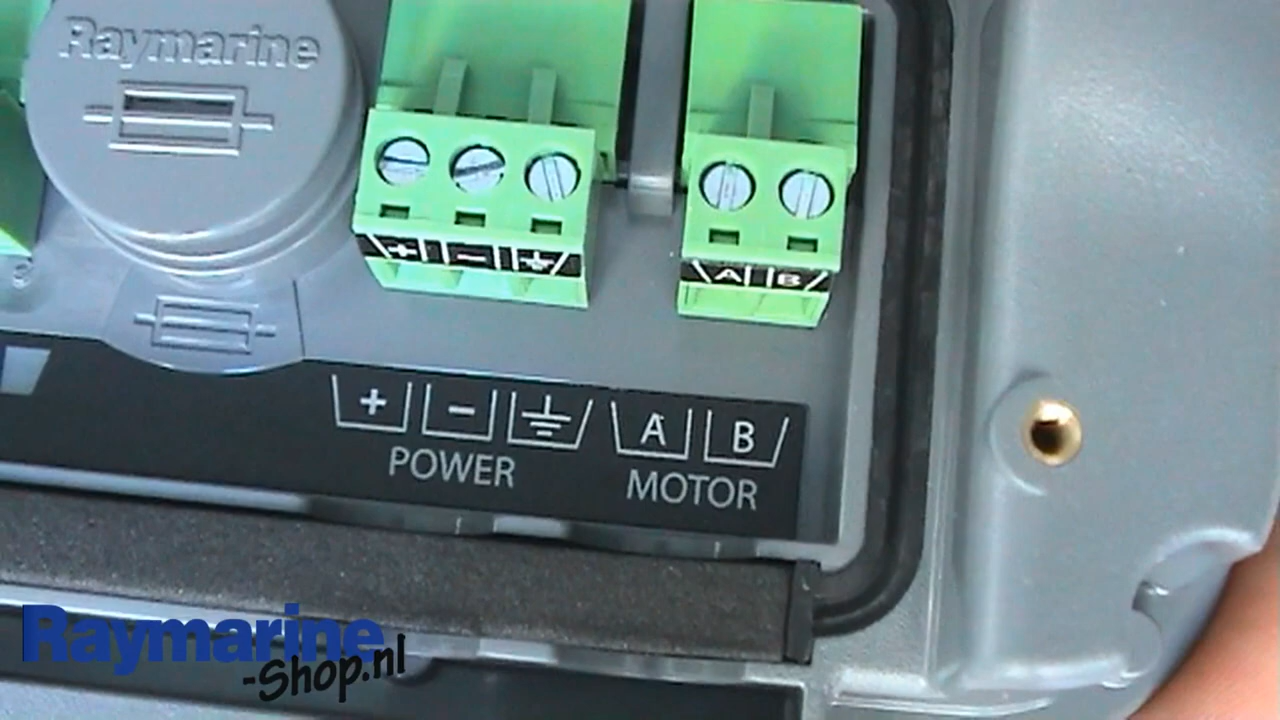 Raymarine
+ −
A B
+ − A B
POWER MOTOR
Raymarine
-Shop.nl